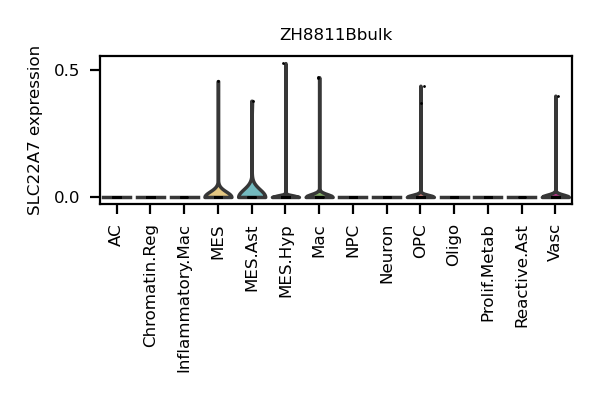 ZH8811Bbulk
SLC22A7 expression
0.5
0.0
AC
Chromatin.Reg
Inflammatory.Mac
MES
MES.Ast
MES.Hyp
Mac
NPC
Neuron
OPC
Oligo
Prolif.Metab
Reactive.Ast
Vasc